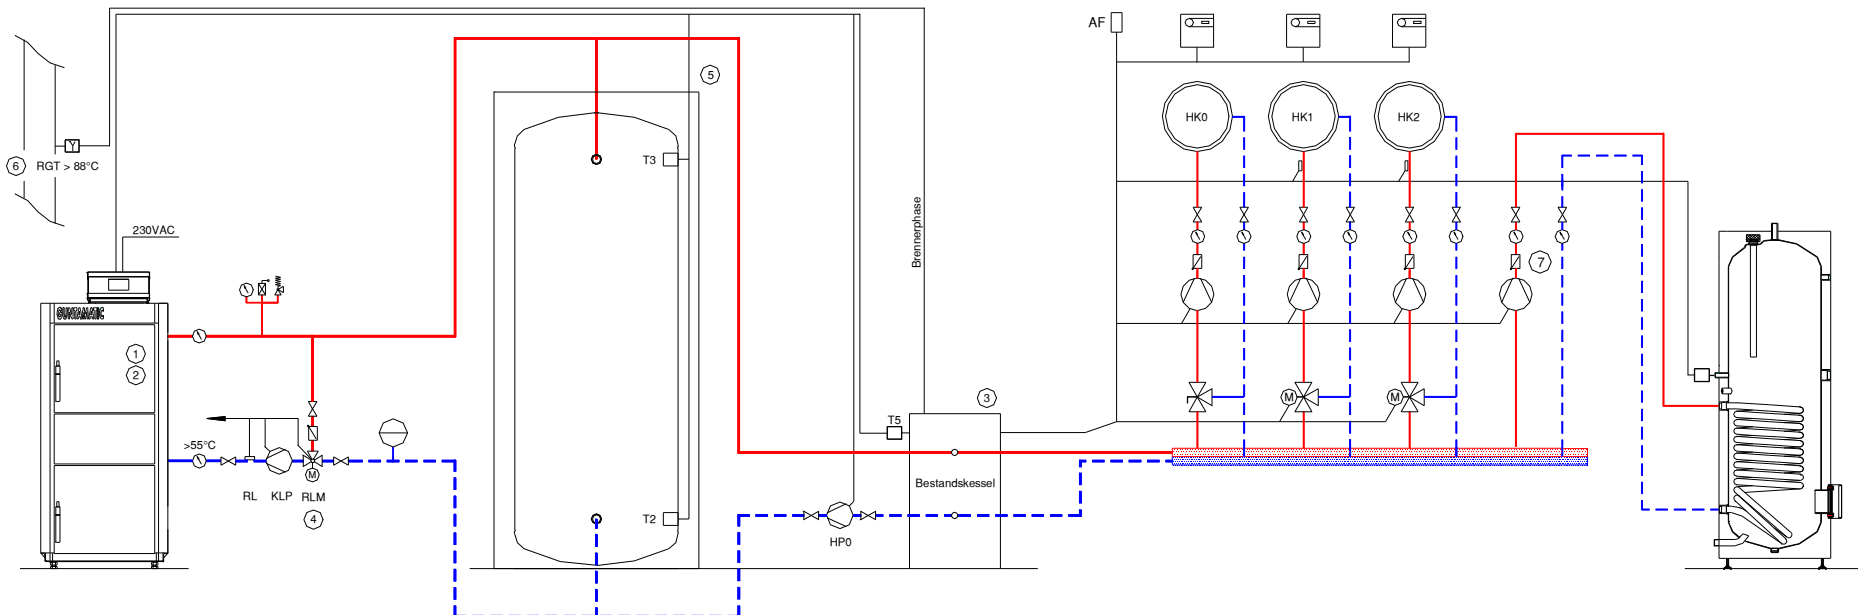 AF
5
HK0
HK1
HK2
T3
Y
6
RGT > 88°C
230VAC
Brennerphase
7
GUNTAMATIC
1
2
3
M
M
T5
>55°C
M
Bestandskessel
RL
KLP
RLM
4
T2
HP0